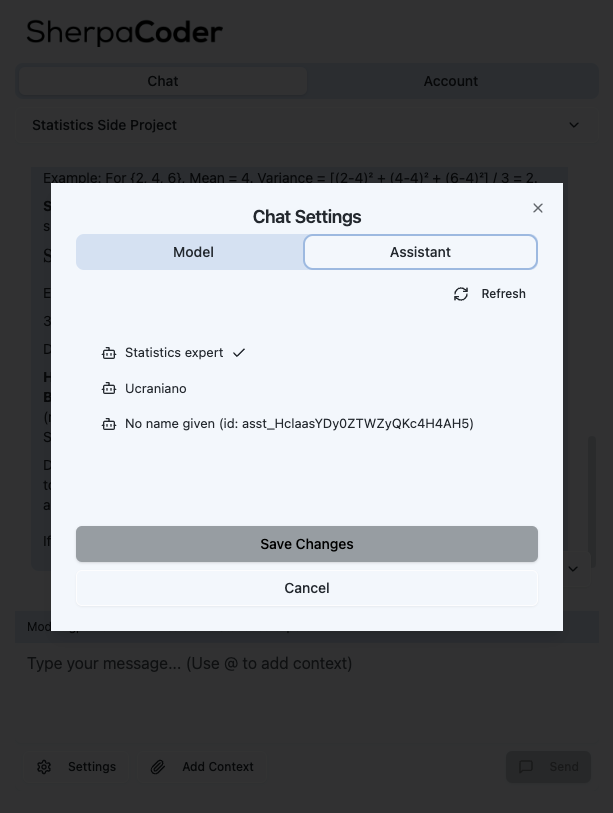 SherpaCoder
Chat
Account
Statistics Side Project
Example: For {2, 4, 6}, Mean = 4, Variance = [(2-4)² + (4-4)² + (6-4)²] / 3 = 2.
Chat Settings
Model
Assistant
Refresh
Statistics expert
Ucraniano
No name given (id: asst_HclaasYDy0ZTWZyQKc4H4AH5)
Save Changes
Cancel
Type your message... (Use @ to add context)
Settings
Add Context
Send